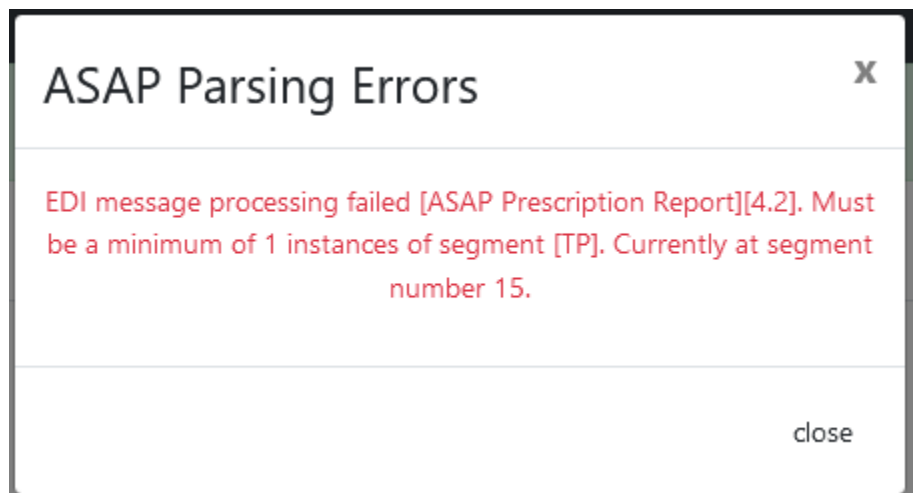 ASAP Parsing Errors
x
EDI message processing failed [ASAP Prescription Report][4.2]. Must
be a minimum of 1 instances of segment [TP]. Currently at segment
number 15.
close